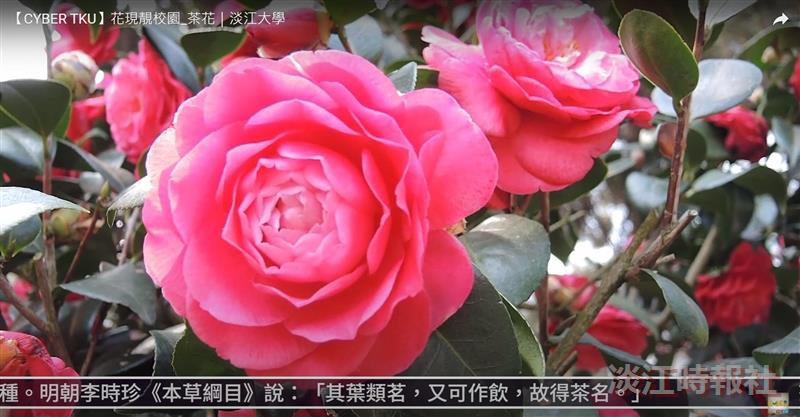 【CYBER TKU】花現靚校園_茶花｜淡江大學
種。明朝李時珍《本草綱目》說：「其葉類茗，又可作飲，故得茶名。」
淡江時報社